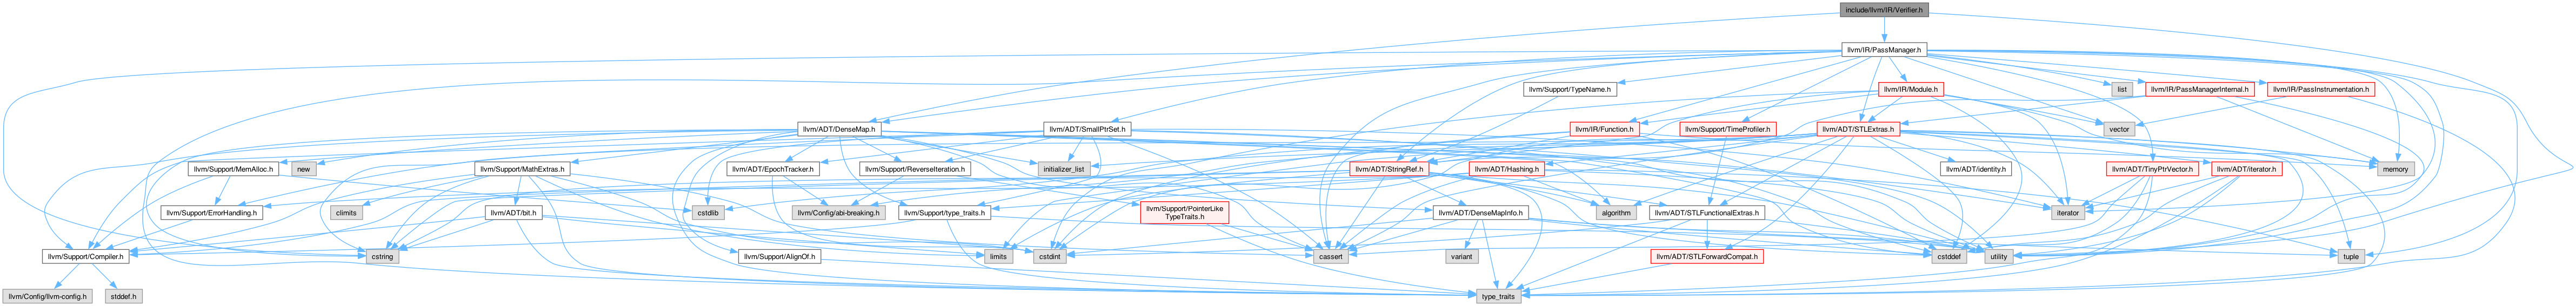 include/llvm/IR/Verifier.h
llvm/IR/PassManager.h
llvm/Support/TypeName.h
llvm/IR/Module.h
list
llvm/IR/PassManagerInternal.h
llvm/IR/PassInstrumentation.h
llvm/ADT/DenseMap.h
llvm/ADT/SmallPtrSet.h
llvm/IR/Function.h
llvm/Support/TimeProfiler.h
llvm/ADT/STLExtras.h
vector
llvm/Support/MemAlloc.h
new
llvm/Support/MathExtras.h
llvm/ADT/EpochTracker.h
llvm/Support/ReverseIteration.h
initializer_list
llvm/ADT/StringRef.h
llvm/ADT/Hashing.h
llvm/ADT/identity.h
llvm/ADT/TinyPtrVector.h
llvm/ADT/iterator.h
memory
llvm/Support/ErrorHandling.h
climits
llvm/ADT/bit.h
cstdlib
llvm/Config/abi-breaking.h
llvm/Support/type_traits.h
llvm/Support/PointerLike
TypeTraits.h
algorithm
llvm/ADT/DenseMapInfo.h
llvm/ADT/STLFunctionalExtras.h
iterator
llvm/Support/Compiler.h
cstring
llvm/Support/AlignOf.h
limits
cstdint
cassert
variant
llvm/ADT/STLForwardCompat.h
cstddef
utility
tuple
llvm/Config/llvm-config.h
stddef.h
type_traits